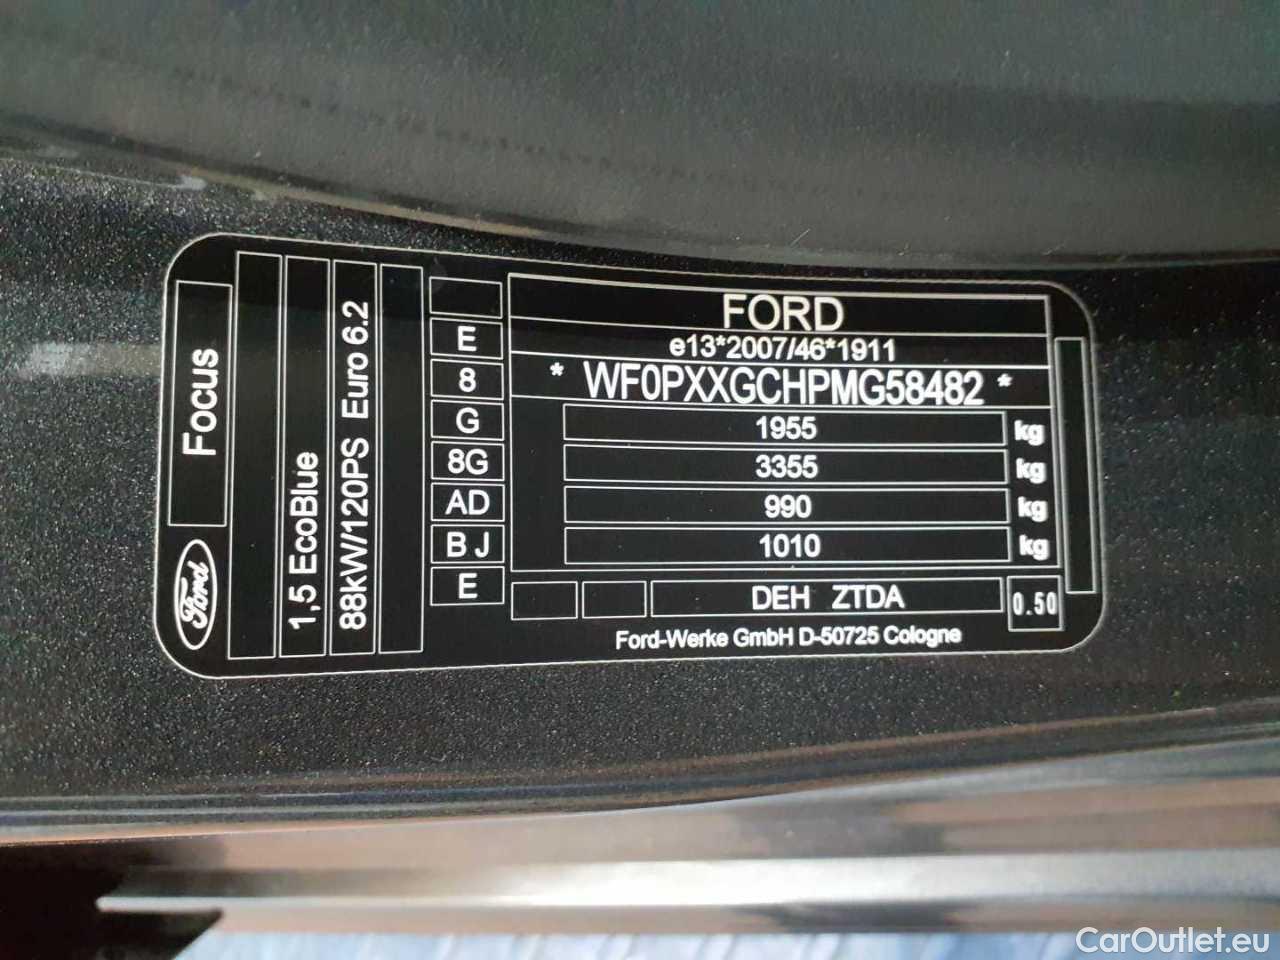 FORD
e13*2007/46*1911
* WF0PXXGCHPMG58482 *
1955 kg
3355 kg
990 kg
1010 kg
DEH ZTDA 0.50
Ford-Werke GmbH D-50725 Cologne
E
8
G
8G
AD
B J
E
Ford
Focus
1,5 EcoBlue
88kW/120PS Euro 6.2
CarOutlet.eu